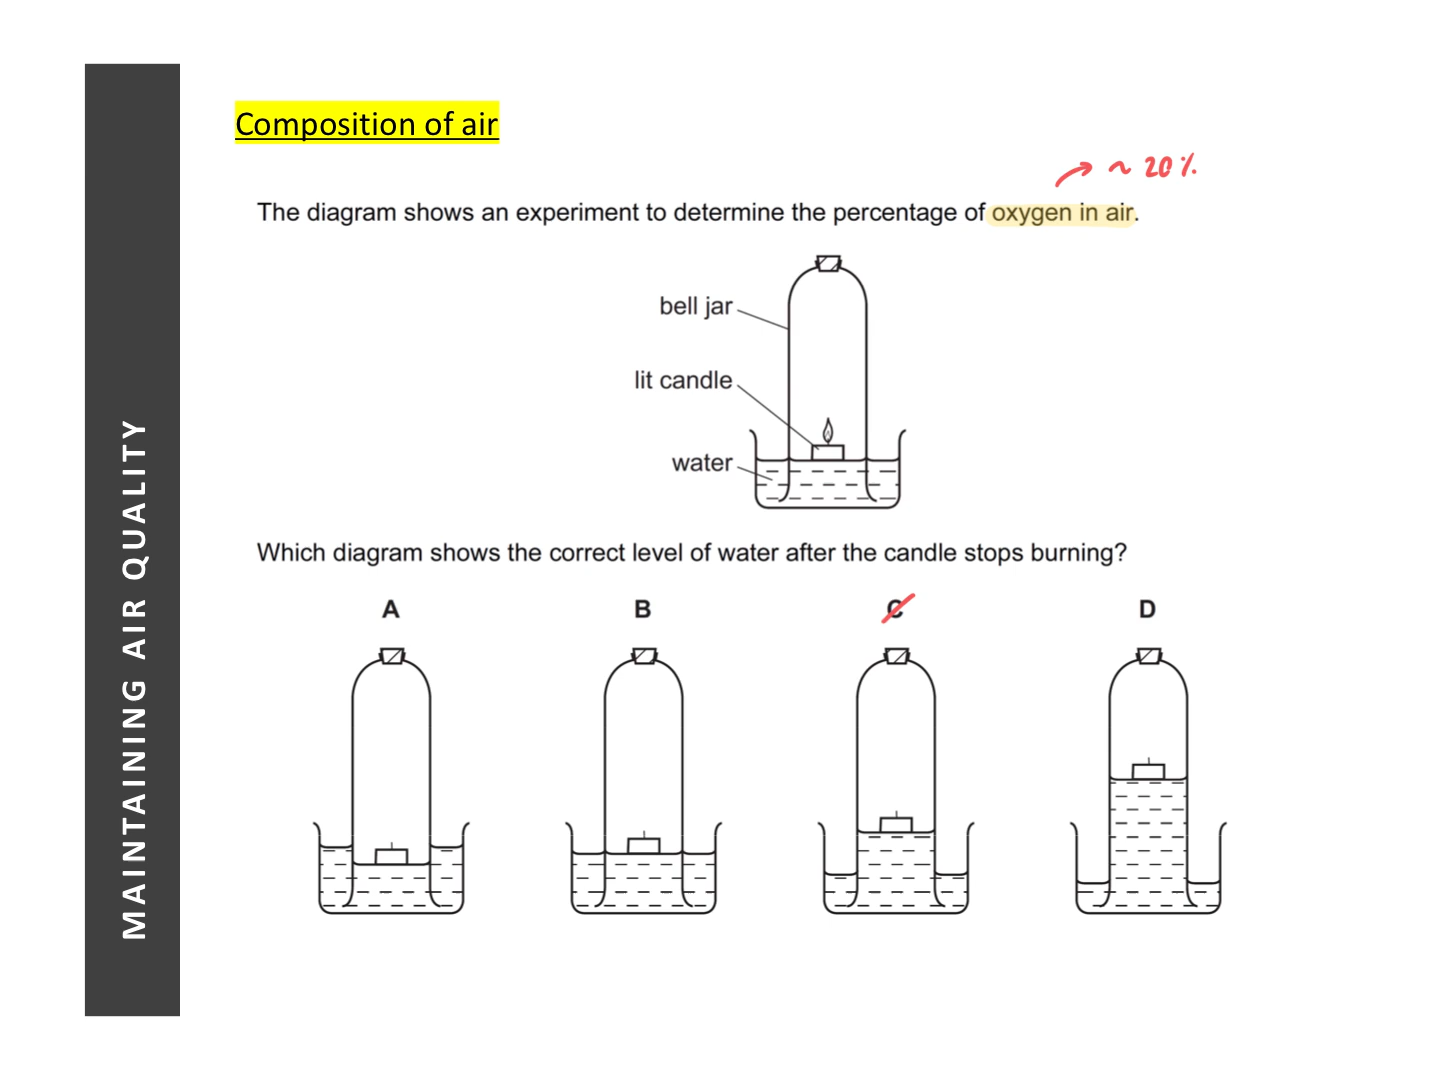 MAINTAINING AIR QUALITY
Composition of air
~ 20%
The diagram shows an experiment to determine the percentage of oxygen in air.
bell jar
lit candle
water
Which diagram shows the correct level of water after the candle stops burning?
A B C D